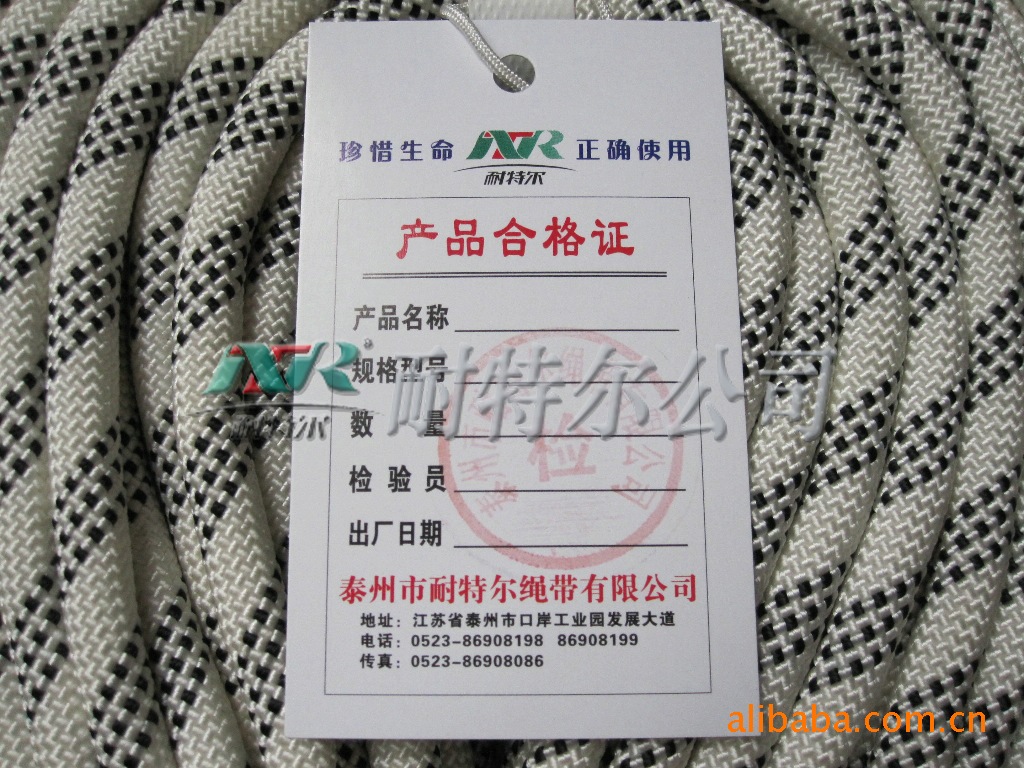 珍惜生命 NTR 正确使用
耐特尔
产品合格证
产品名称
规格型号
数 量
检验员
出厂日期
NTR 耐特尔公司
耐特尔
检
泰州市耐特尔绳带有限公司
地址：江苏省泰州市口岸工业园发展大道
电话：0523-86908198 86908199
传真：0523-86908086
alibaba.com.cn